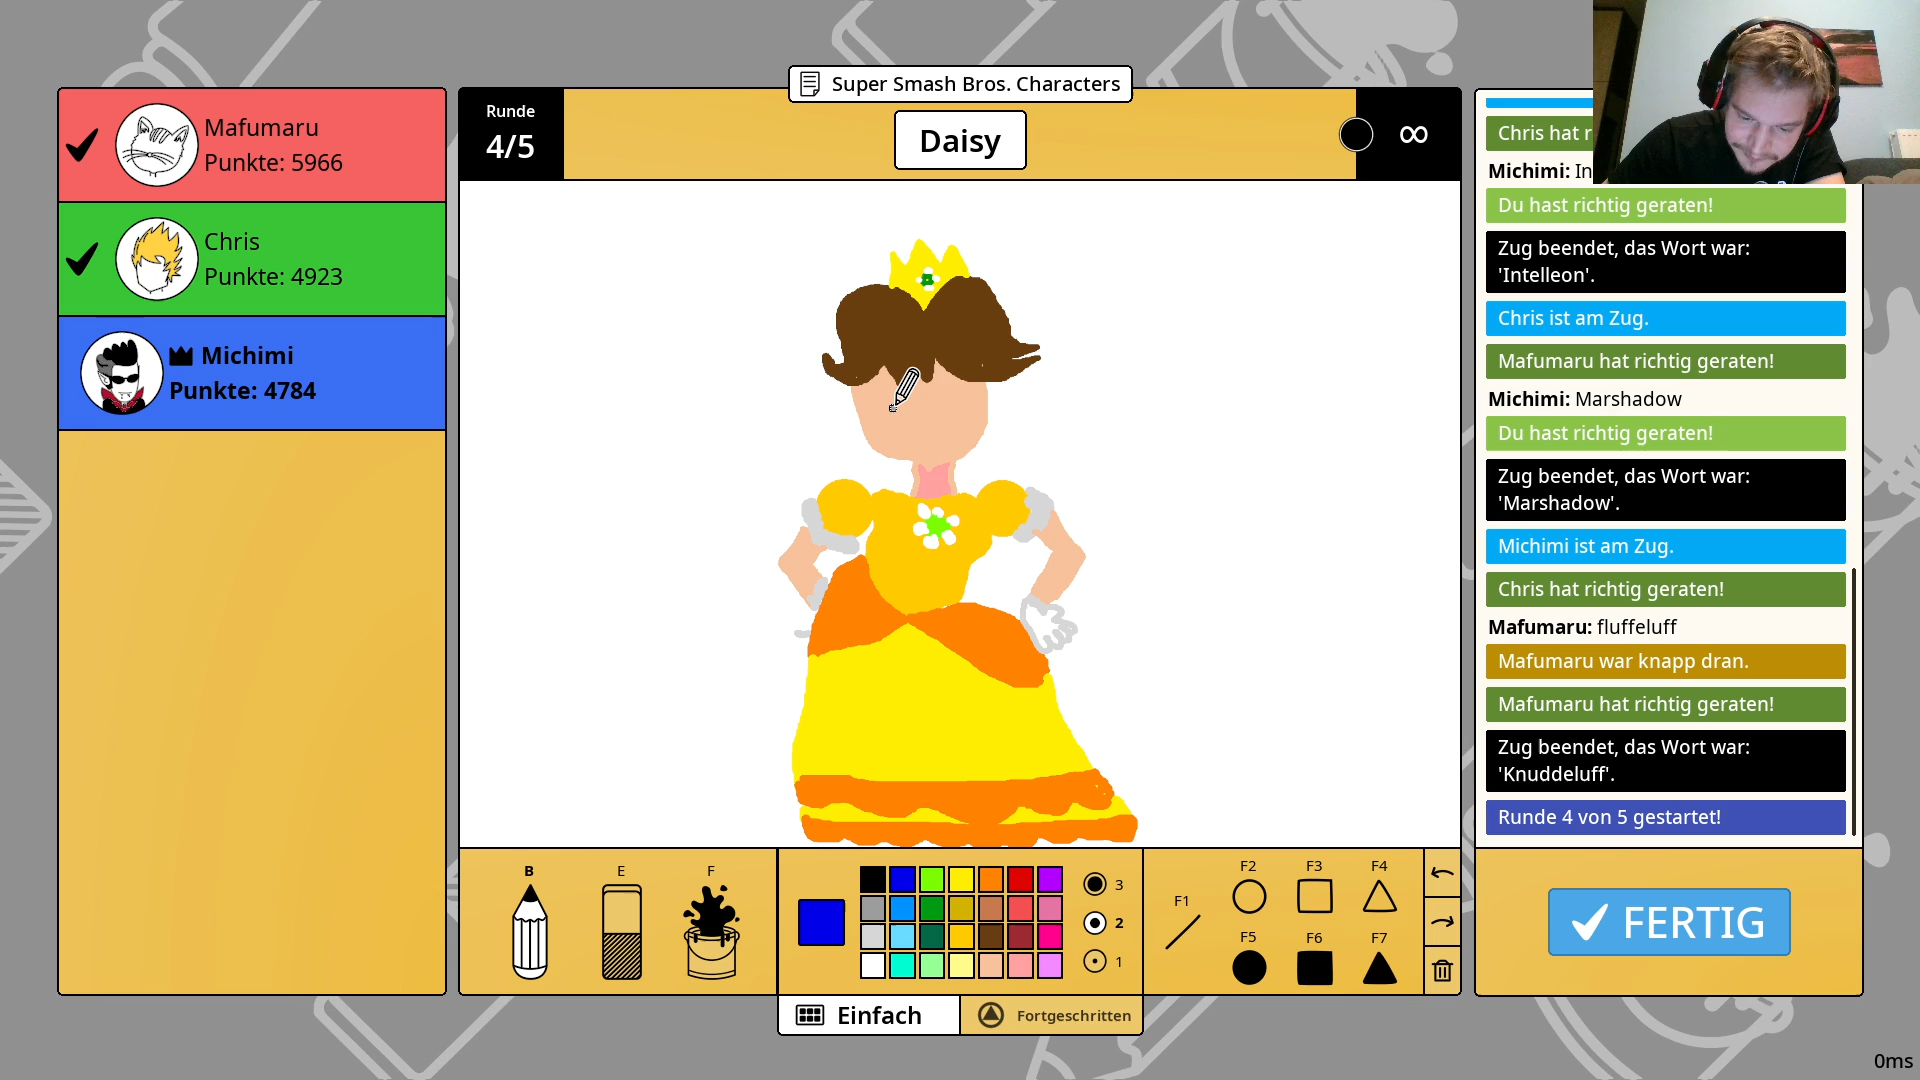 Super Smash Bros. Characters
Runde
4/5
Daisy
∞
Mafumaru
Punkte: 5966
Chris
Punkte: 4923
Michimi
Punkte: 4784
Chris hat r
Michimi: In
Du hast richtig geraten!
Zug beendet, das Wort war:
'Intelleon'.
Chris ist am Zug.
Mafumaru hat richtig geraten!
Michimi: Marshadow
Du hast richtig geraten!
Zug beendet, das Wort war:
'Marshadow'.
Michimi ist am Zug.
Chris hat richtig geraten!
Mafumaru: fluffeluff
Mafumaru war knapp dran.
Mafumaru hat richtig geraten!
Zug beendet, das Wort war:
'Knuddeluff'.
Runde 4 von 5 gestartet!
B
E
F
3
2
1
F1
F2
F3
F4
F5
F6
F7
FERTIG
Einfach
Fortgeschritten
0ms